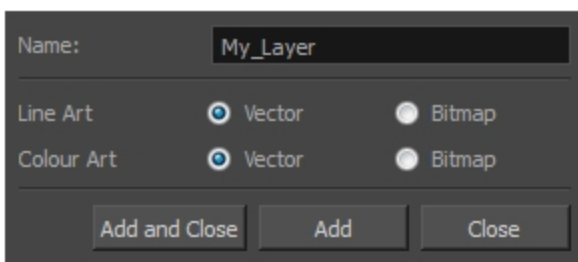 Name: My_Layer
Line Art Vector Bitmap
Colour Art Vector Bitmap
Add and Close Add Close